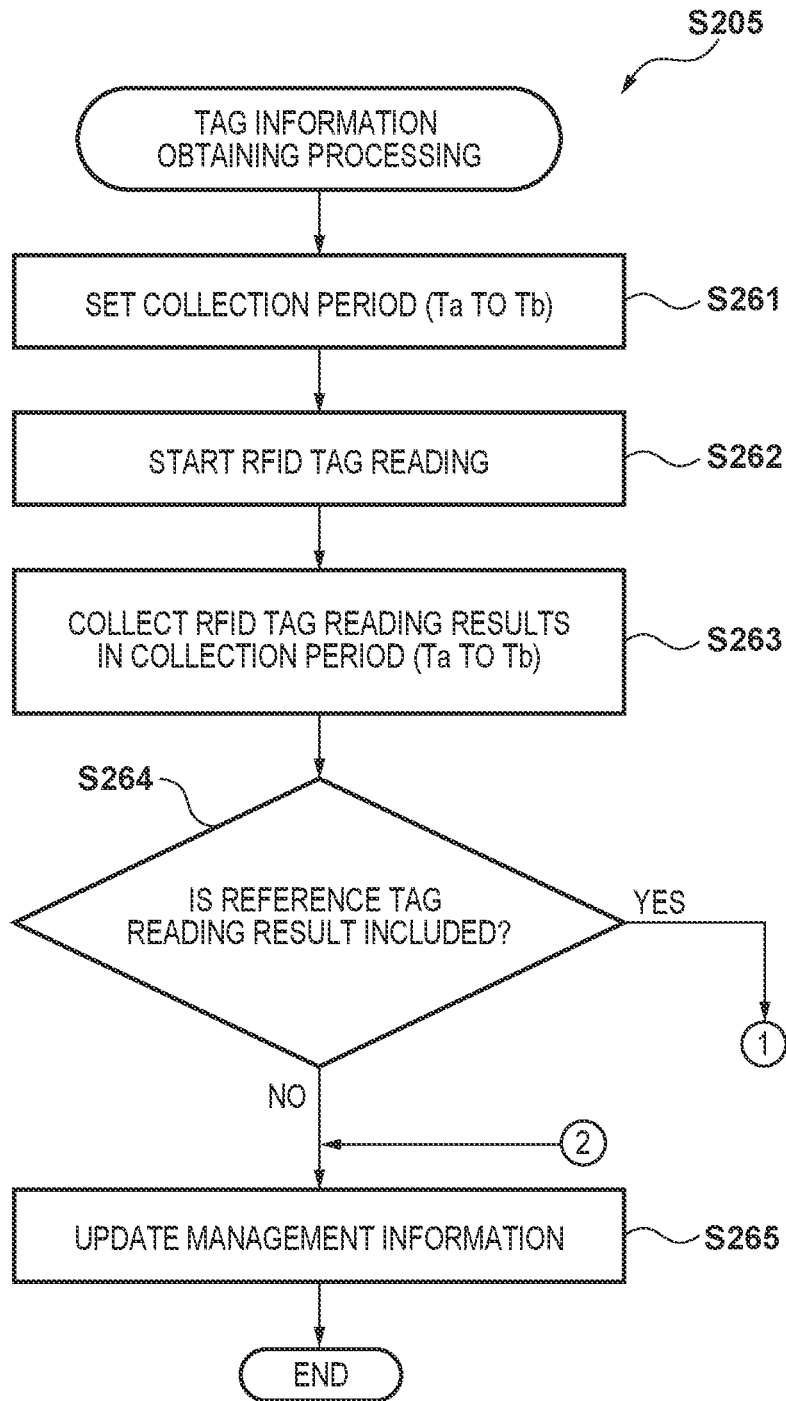 S205
TAG INFORMATION
OBTAINING PROCESSING
SET COLLECTION PERIOD (Ta TO Tb)
S261
START RFID TAG READING
S262
COLLECT RFID TAG READING RESULTS
IN COLLECTION PERIOD (Ta TO Tb)
S263
S264
IS REFERENCE TAG
READING RESULT INCLUDED?
YES
1
NO
2
UPDATE MANAGEMENT INFORMATION
S265
END